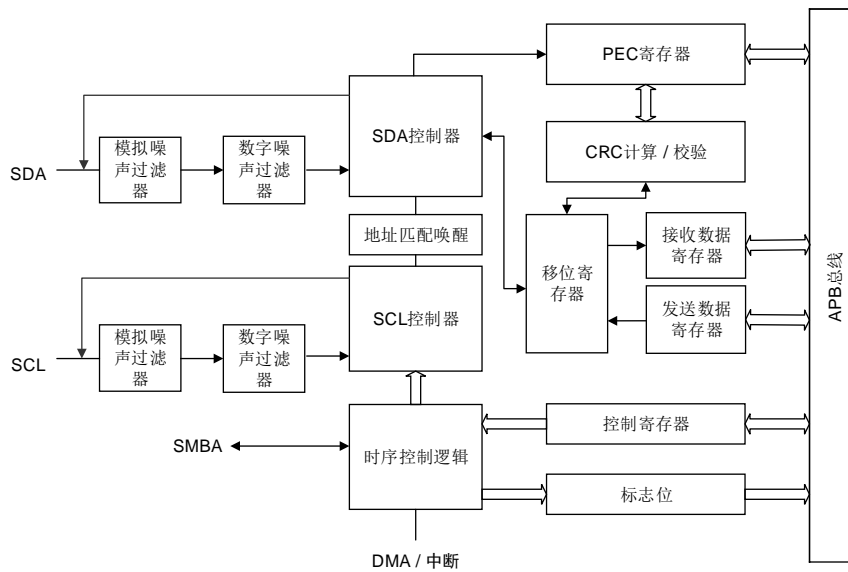 PEC寄存器
SDA控制器
CRC计算 / 校验
模拟噪
声过滤
器
数字噪
声过滤
器
SDA
地址匹配唤醒
移位寄
存器
接收数据
寄存器
发送数据
寄存器
APB总线
SCL控制器
模拟噪
声过滤
器
数字噪
声过滤
器
SCL
SMBA
时序控制逻辑
控制寄存器
标志位
DMA / 中断